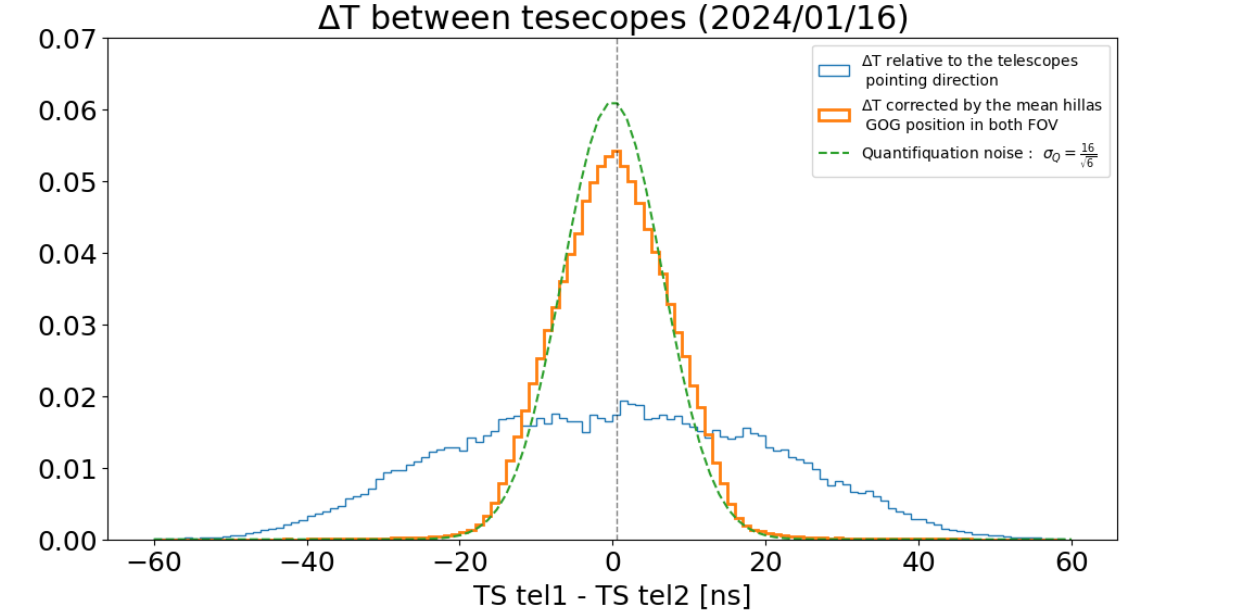 ΔT between tesecopes (2024/01/16)
0.07
0.06
0.05
0.04
0.03
0.02
0.01
0.00
ΔT relative to the telescopes
pointing direction
ΔT corrected by the mean hillas
GOG position in both FOV
Quantifiquation noise : σ_Q = 16/√6
−60 −40 −20 0 20 40 60
TS tel1 - TS tel2 [ns]